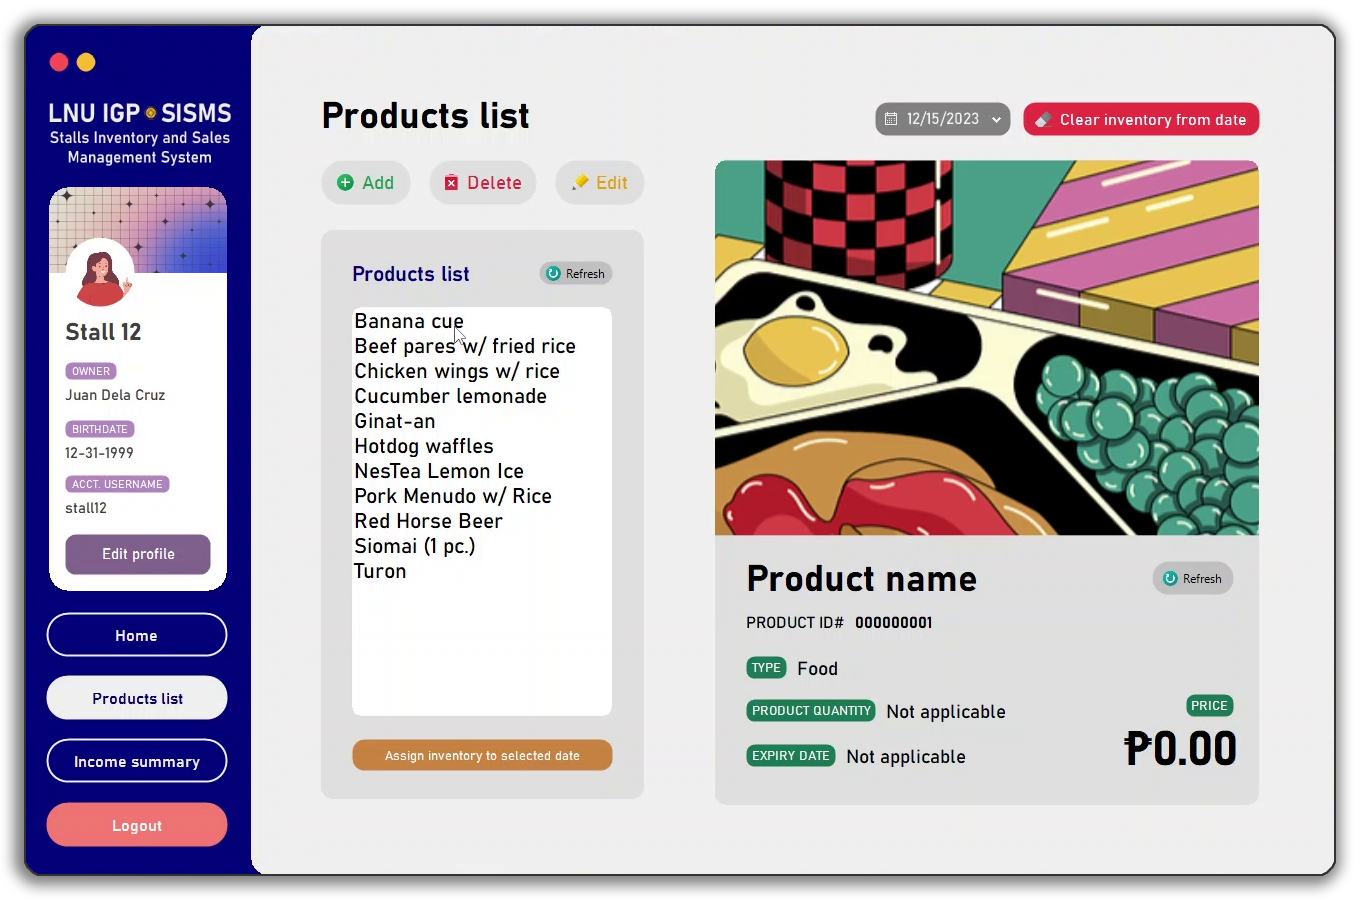 LNU IGP SISMS
Stalls Inventory and Sales
Management System
Stall 12
OWNER
Juan Dela Cruz
BIRTHDATE
12-31-1999
ACCT. USERNAME
stall12
Edit profile
Home
Products list
Income summary
Logout
Products list
12/15/2023
Clear inventory from date
Add
Delete
Edit
Products list
Refresh
Banana cue
Beef pares w/ fried rice
Chicken wings w/ rice
Cucumber lemonade
Ginat-an
Hotdog waffles
NesTea Lemon Ice
Pork Menudo w/ Rice
Red Horse Beer
Siomai (1 pc.)
Turon
Assign inventory to selected date
Product name
Refresh
PRODUCT ID# 000000001
TYPE Food
PRODUCT QUANTITY Not applicable
EXPIRY DATE Not applicable
PRICE
₱0.00